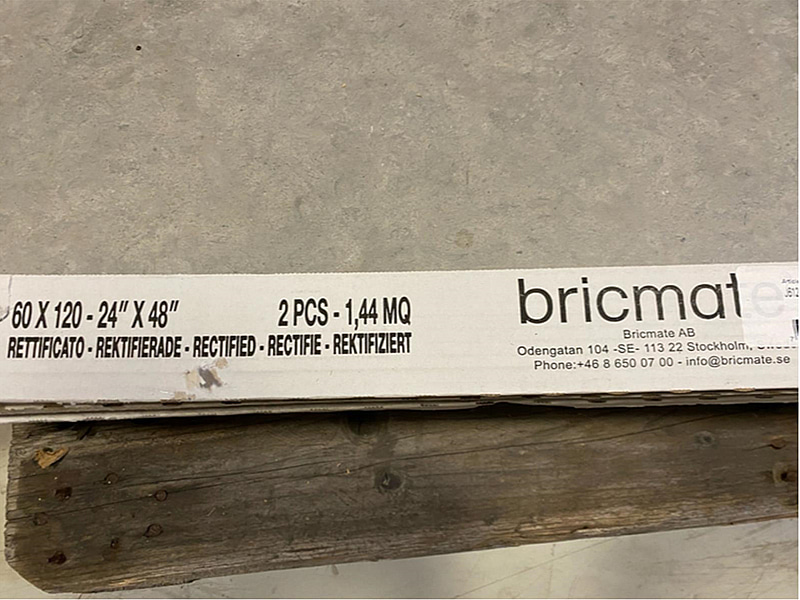 60 X 120 - 24" X 48"
2 PCS - 1,44 MQ
RETTIFICATO - REKTIFIERADE - RECTIFIED - RECTIFIE - REKTIFIZIERT
bricmate
Bricmate AB
Odengatan 104 -SE- 113 22 Stockholm,
Phone:+46 8 650 07 00 - info@bricmate.se